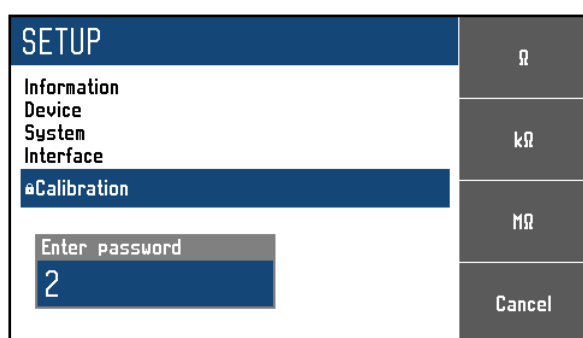 SETUP
Information
Device
System
Interface
Calibration
Enter password
2
Ω
kΩ
MΩ
Cancel